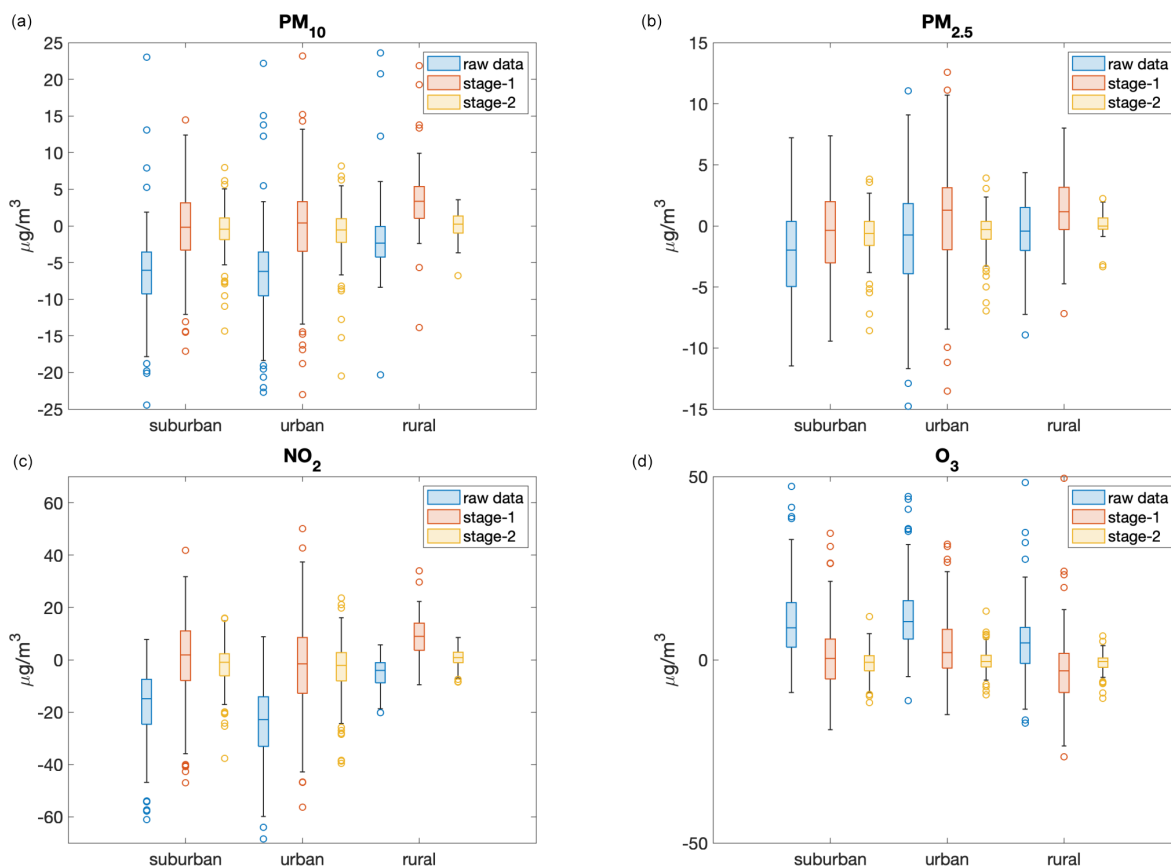 (a)
PM10
25
20
15
10
5
0
-5
-10
-15
-20
-25
μg/m3
raw data
stage-1
stage-2
suburban urban rural
(b)
PM2.5
15
10
5
0
-5
-10
-15
μg/m3
raw data
stage-1
stage-2
suburban urban rural
(c)
NO2
60
40
20
0
-20
-40
-60
μg/m3
raw data
stage-1
stage-2
suburban urban rural
(d)
O3
50
0
-50
μg/m3
raw data
stage-1
stage-2
suburban urban rural